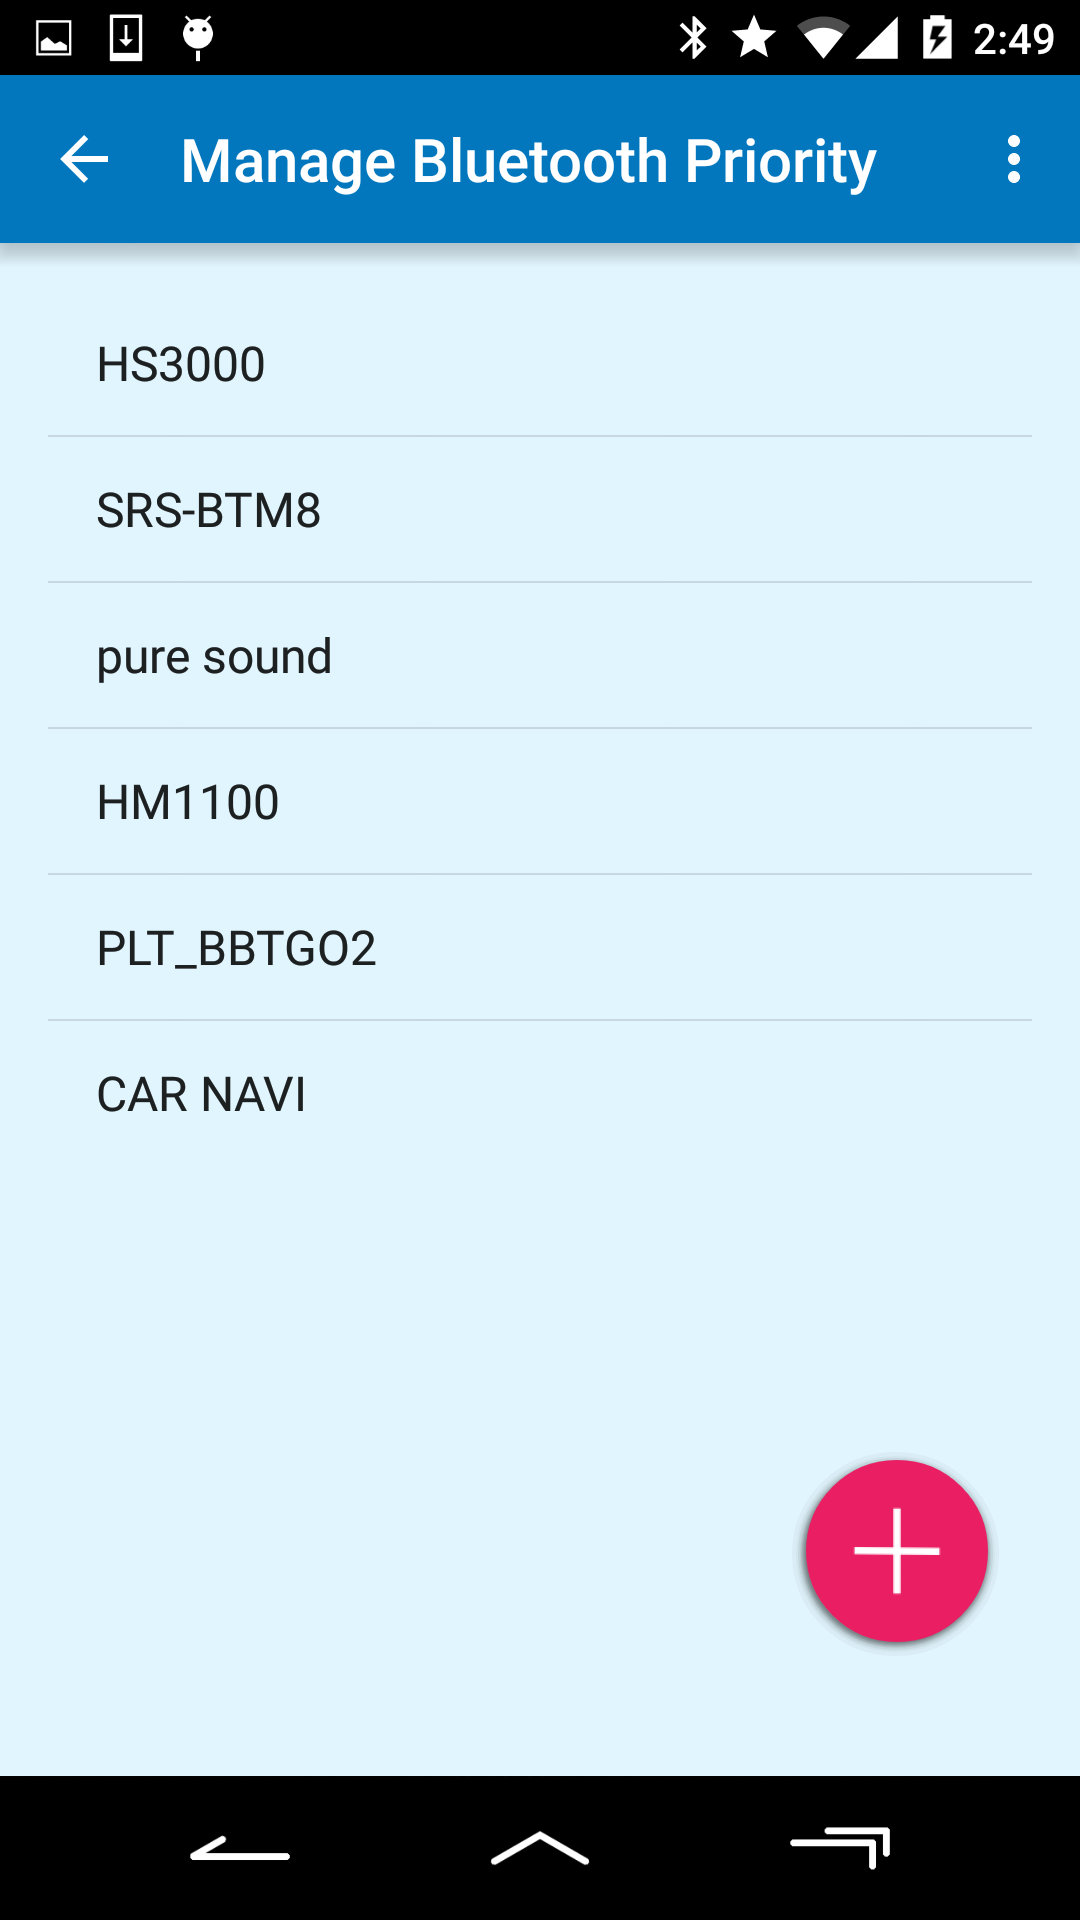 2:49
Manage Bluetooth Priority
HS3000
SRS-BTM8
pure sound
HM1100
PLT_BBTGO2
CAR NAVI